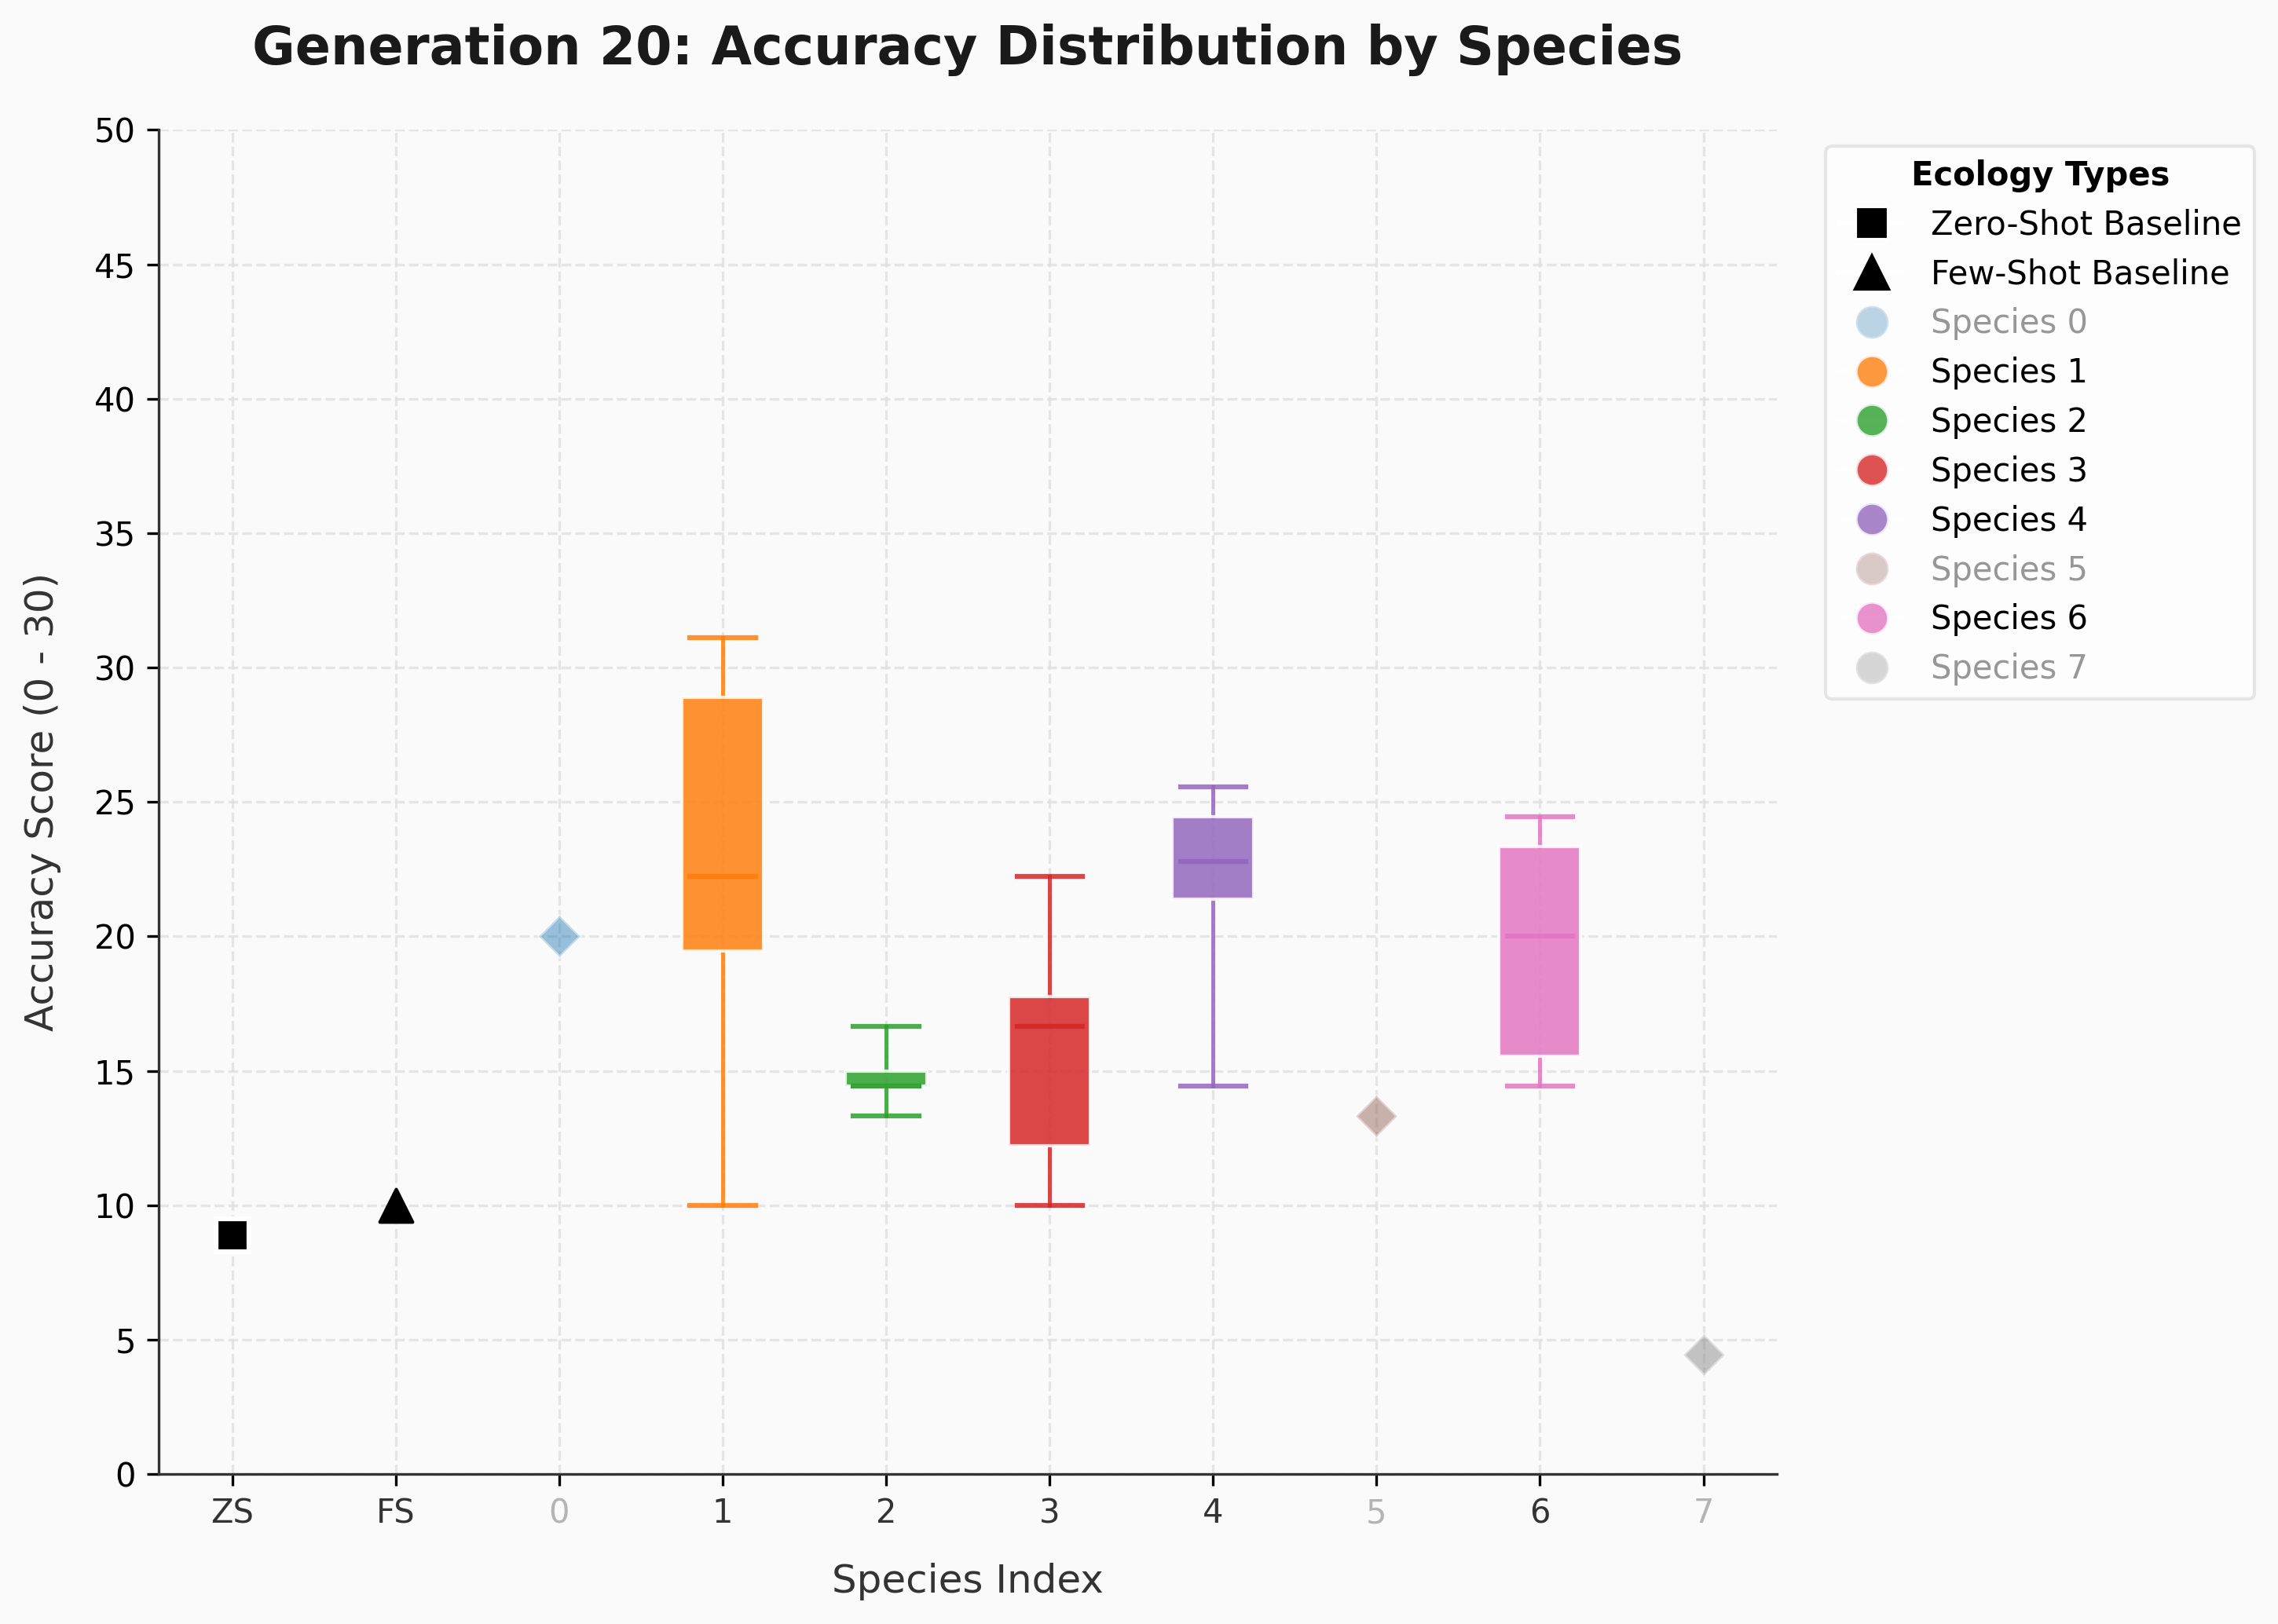 Generation 20: Accuracy Distribution by Species
Accuracy Score (0 - 30)
50
45
40
35
30
25
20
15
10
5
0
ZS FS 0 1 2 3 4 5 6 7
Species Index
Ecology Types
Zero-Shot Baseline
Few-Shot Baseline
Species 0
Species 1
Species 2
Species 3
Species 4
Species 5
Species 6
Species 7